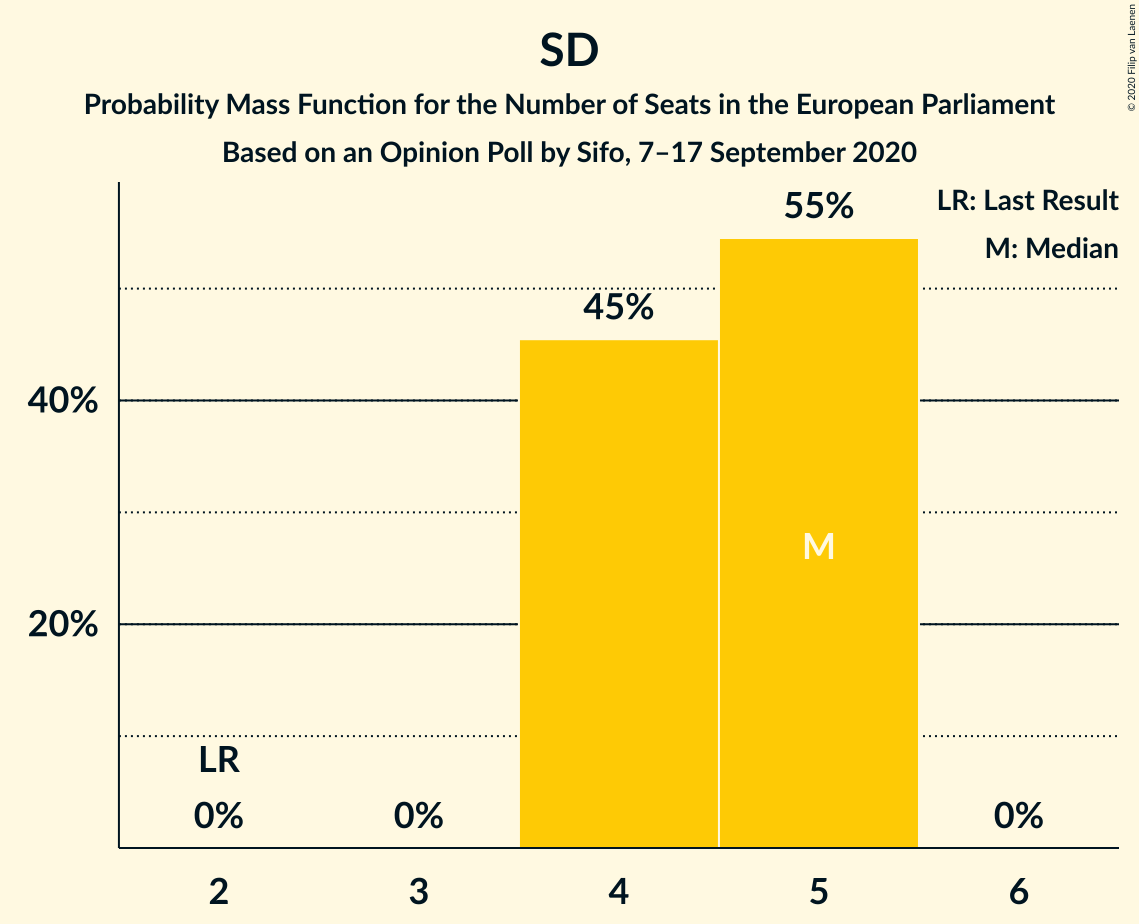 SD
Probability Mass Function for the Number of Seats in the European Parliament
Based on an Opinion Poll by Sifo, 7–17 September 2020
© 2020 Filip van Laenen
LR: Last Result
M: Median
55%
45%
40%
M
20%
LR
0%
0%
0%
2
3
4
5
6